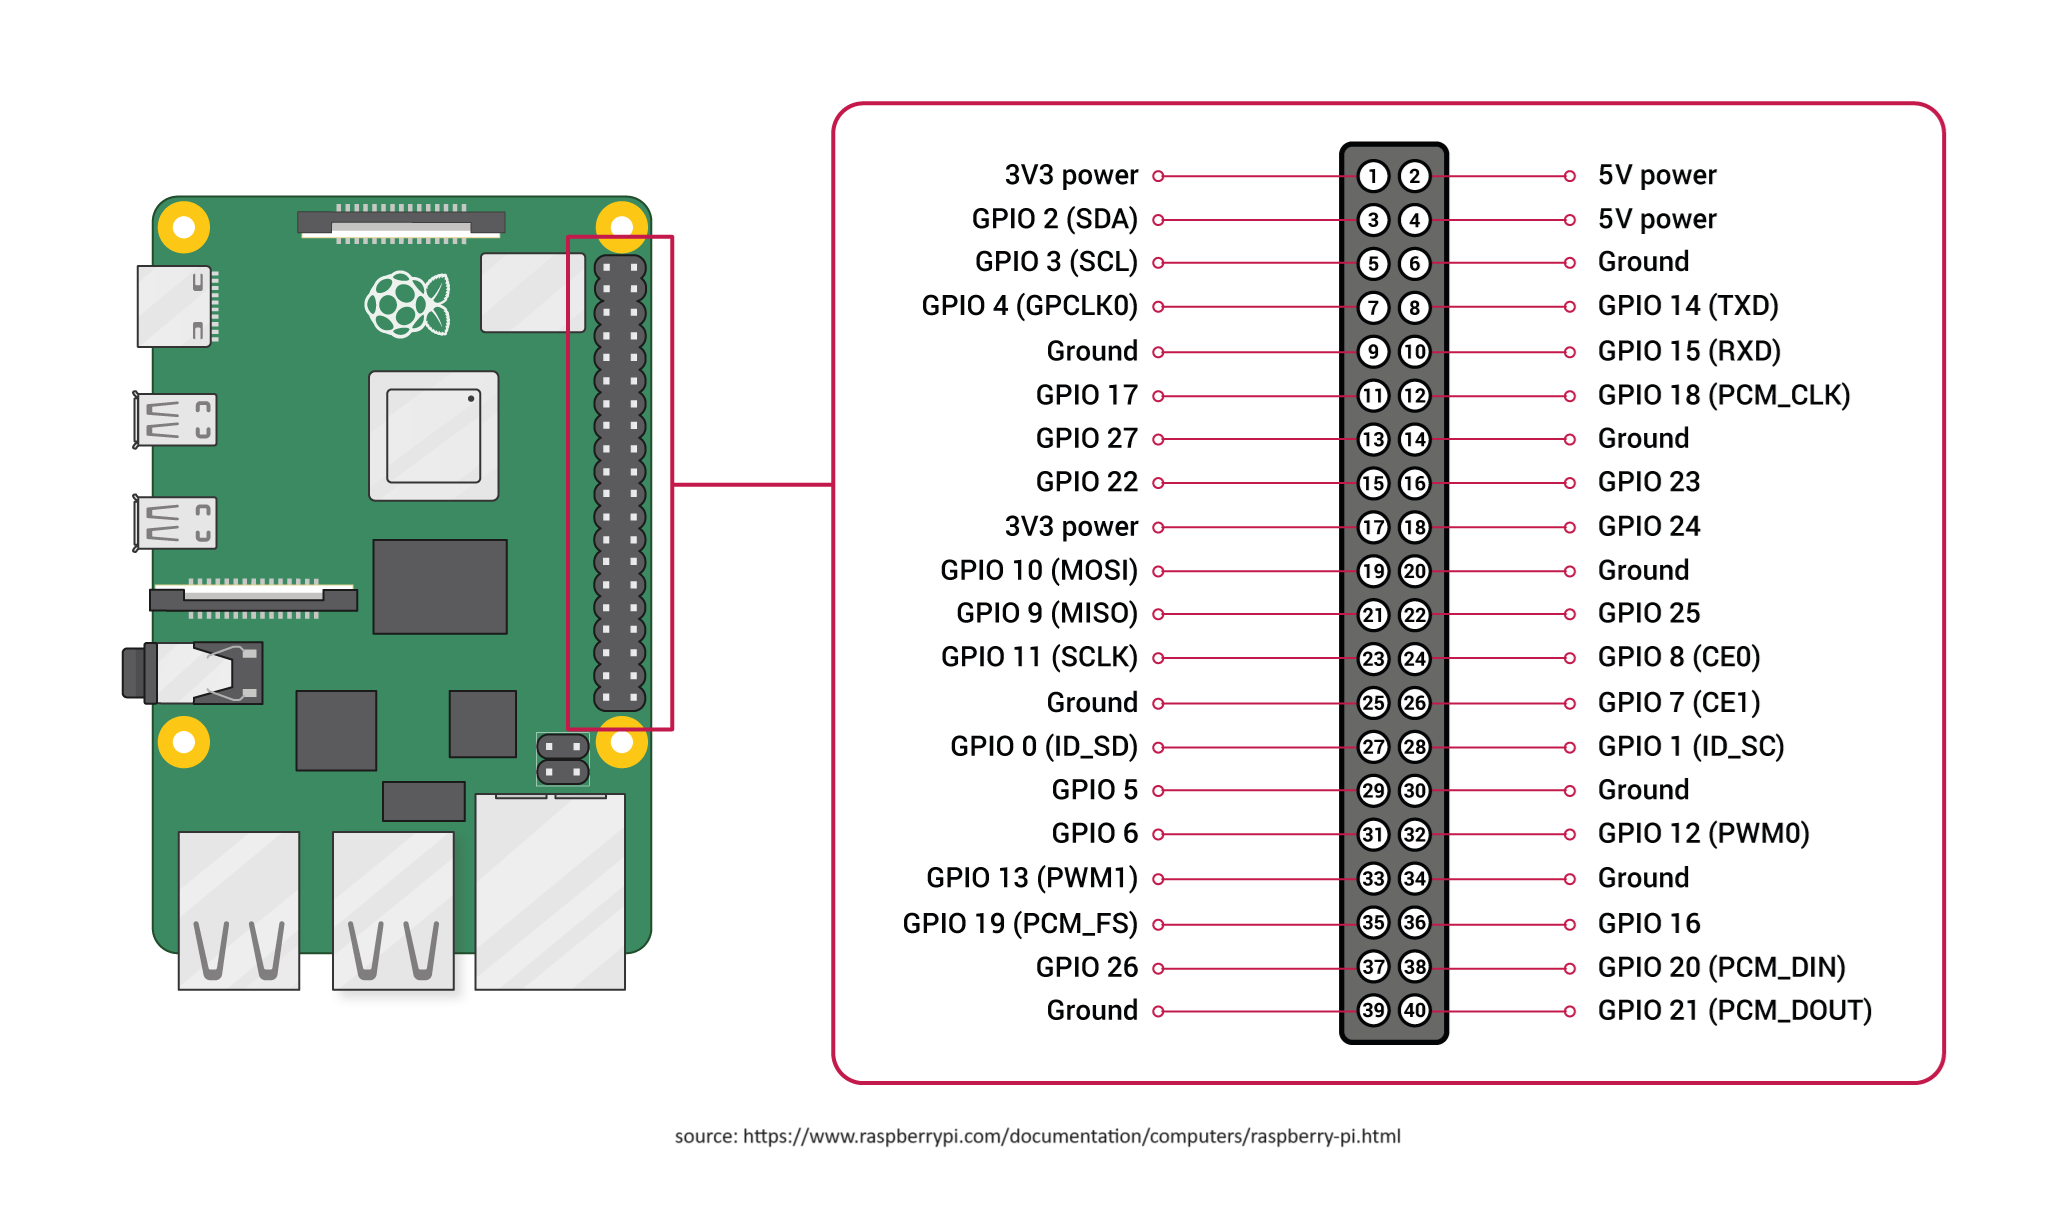 3V3 power 1 2 5V power
GPIO 2 (SDA) 3 4 5V power
GPIO 3 (SCL) 5 6 Ground
GPIO 4 (GPCLK0) 7 8 GPIO 14 (TXD)
Ground 9 10 GPIO 15 (RXD)
GPIO 17 11 12 GPIO 18 (PCM_CLK)
GPIO 27 13 14 Ground
GPIO 22 15 16 GPIO 23
3V3 power 17 18 GPIO 24
GPIO 10 (MOSI) 19 20 Ground
GPIO 9 (MISO) 21 22 GPIO 25
GPIO 11 (SCLK) 23 24 GPIO 8 (CE0)
Ground 25 26 GPIO 7 (CE1)
GPIO 0 (ID_SD) 27 28 GPIO 1 (ID_SC)
GPIO 5 29 30 Ground
GPIO 6 31 32 GPIO 12 (PWM0)
GPIO 13 (PWM1) 33 34 Ground
GPIO 19 (PCM_FS) 35 36 GPIO 16
GPIO 26 37 38 GPIO 20 (PCM_DIN)
Ground 39 40 GPIO 21 (PCM_DOUT)
source: https://www.raspberrypi.com/documentation/computers/raspberry-pi.html